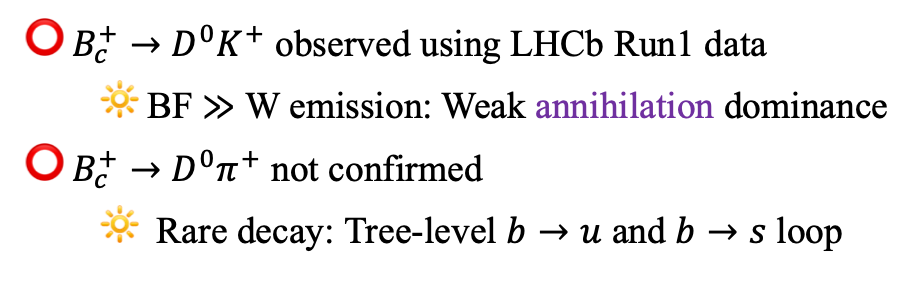 B_c^+ → D^0K^+ observed using LHCb Run1 data
BF ≫ W emission: Weak annihilation dominance
B_c^+ → D^0π^+ not confirmed
Rare decay: Tree-level b → u and b → s loop